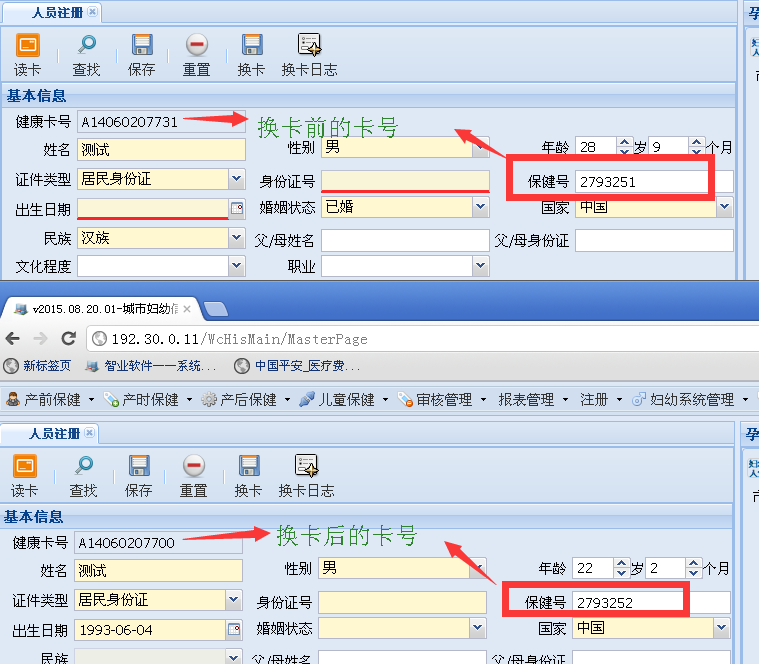 人员注册
孕
读卡 查找 保存 重置 换卡 换卡日志
基本信息
健康卡号 A14060207731 换卡前的卡号
姓名 测试 性别 男 年龄 28 岁 9 个月
证件类型 居民身份证 身份证号 保健号 2793251
出生日期 婚姻状态 已婚 国家 中国
民族 汉族 父/母姓名 父/母身份证
文化程度 职业
v2015.08.20.01-城市妇幼信
192.30.0.11/WcHisMain/MasterPage
新标签页 智业软件一一系统... 中国平安_医疗费...
产前保健 产时保健 产后保健 儿童保健 审核管理 报表管理 注册 妇幼系统管理
人员注册
孕
读卡 查找 保存 重置 换卡 换卡日志
基本信息
健康卡号 A14060207700 换卡后的卡号
姓名 测试 性别 男 年龄 22 岁 2 个月
证件类型 居民身份证 身份证号 保健号 2793252
出生日期 1993-06-04 婚姻状态 国家 中国
民族 父/母姓名 父/母身份证